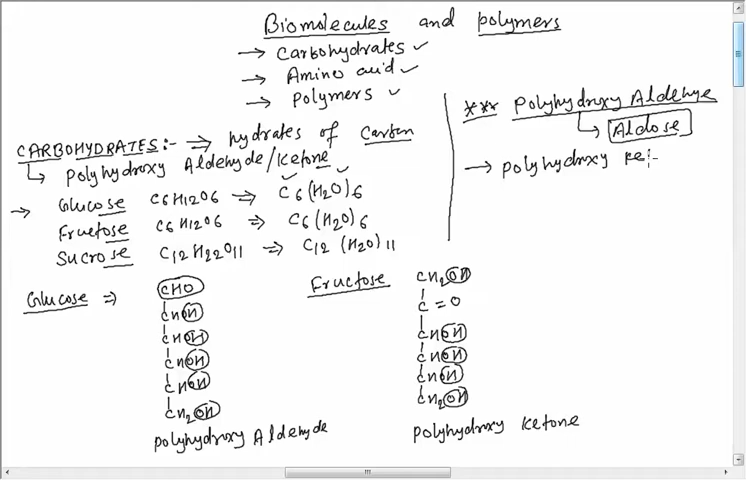 Biomolecules and polymers
→ Carbohydrates ✓
→ Amino acid ✓
→ Polymers ✓
CARBOHYDRATES:- ⇒ hydrates of Carbon
↳ polyhydroxy Aldehyde/Ketone
→ Glucose C6H12O6 ⇒ C6(H2O)6
Fructose C6H12O6 ⇒ C6(H2O)6
Sucrose C12H22O11 ⇒ C12(H2O)11
*** Polyhydroxy Aldehye
↳ Aldose
→ polyhydroxy ke
Glucose ⇒
CHO
CHOH
CHOH
CHOH
CHOH
CH2OH
polyhydroxy Aldehyde
Fructose
CH2OH
C=O
CHOH
CHOH
CHOH
CH2OH
polyhydroxy Ketone